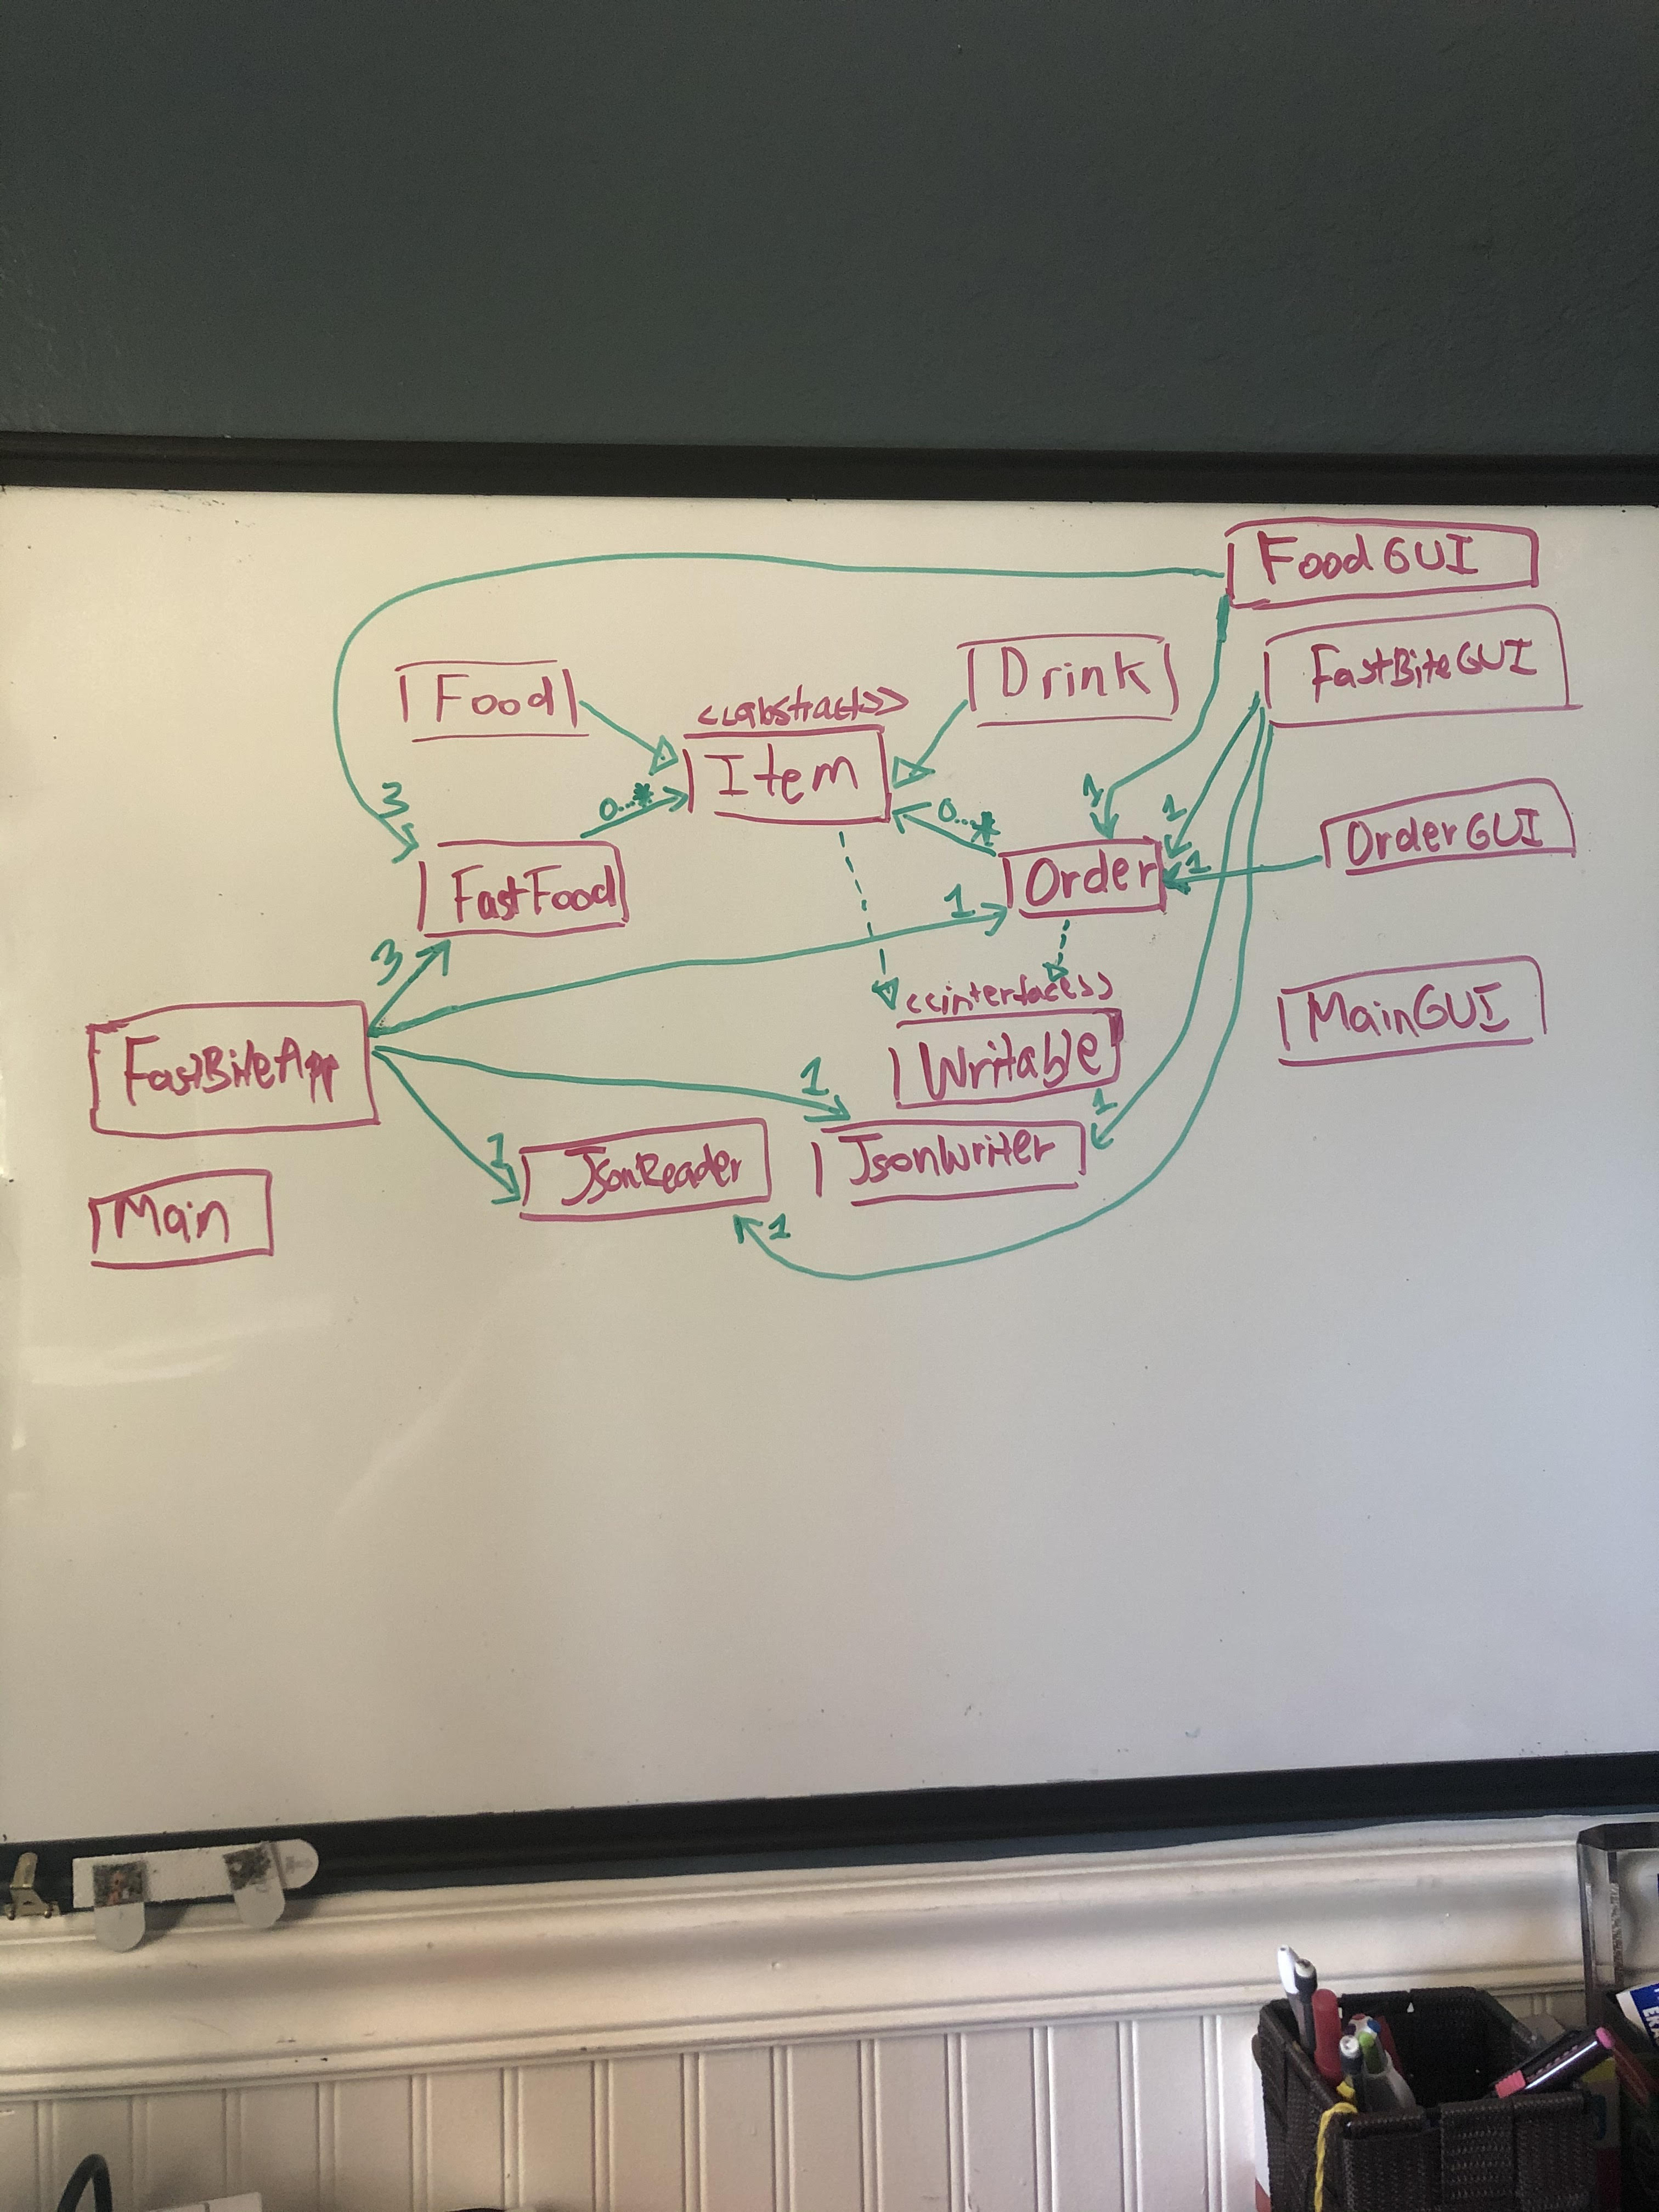 FoodGUI
FastBiteGUI
Food
Drink
<<abstract>>
Item
0...*
0...*
3
1
1
OrderGUI
1
FastFood
Order
1
3
<<interface>>
MainGUI
Writable
FastBiteApp
1
1
1
JsonReader
JsonWriter
Main
1